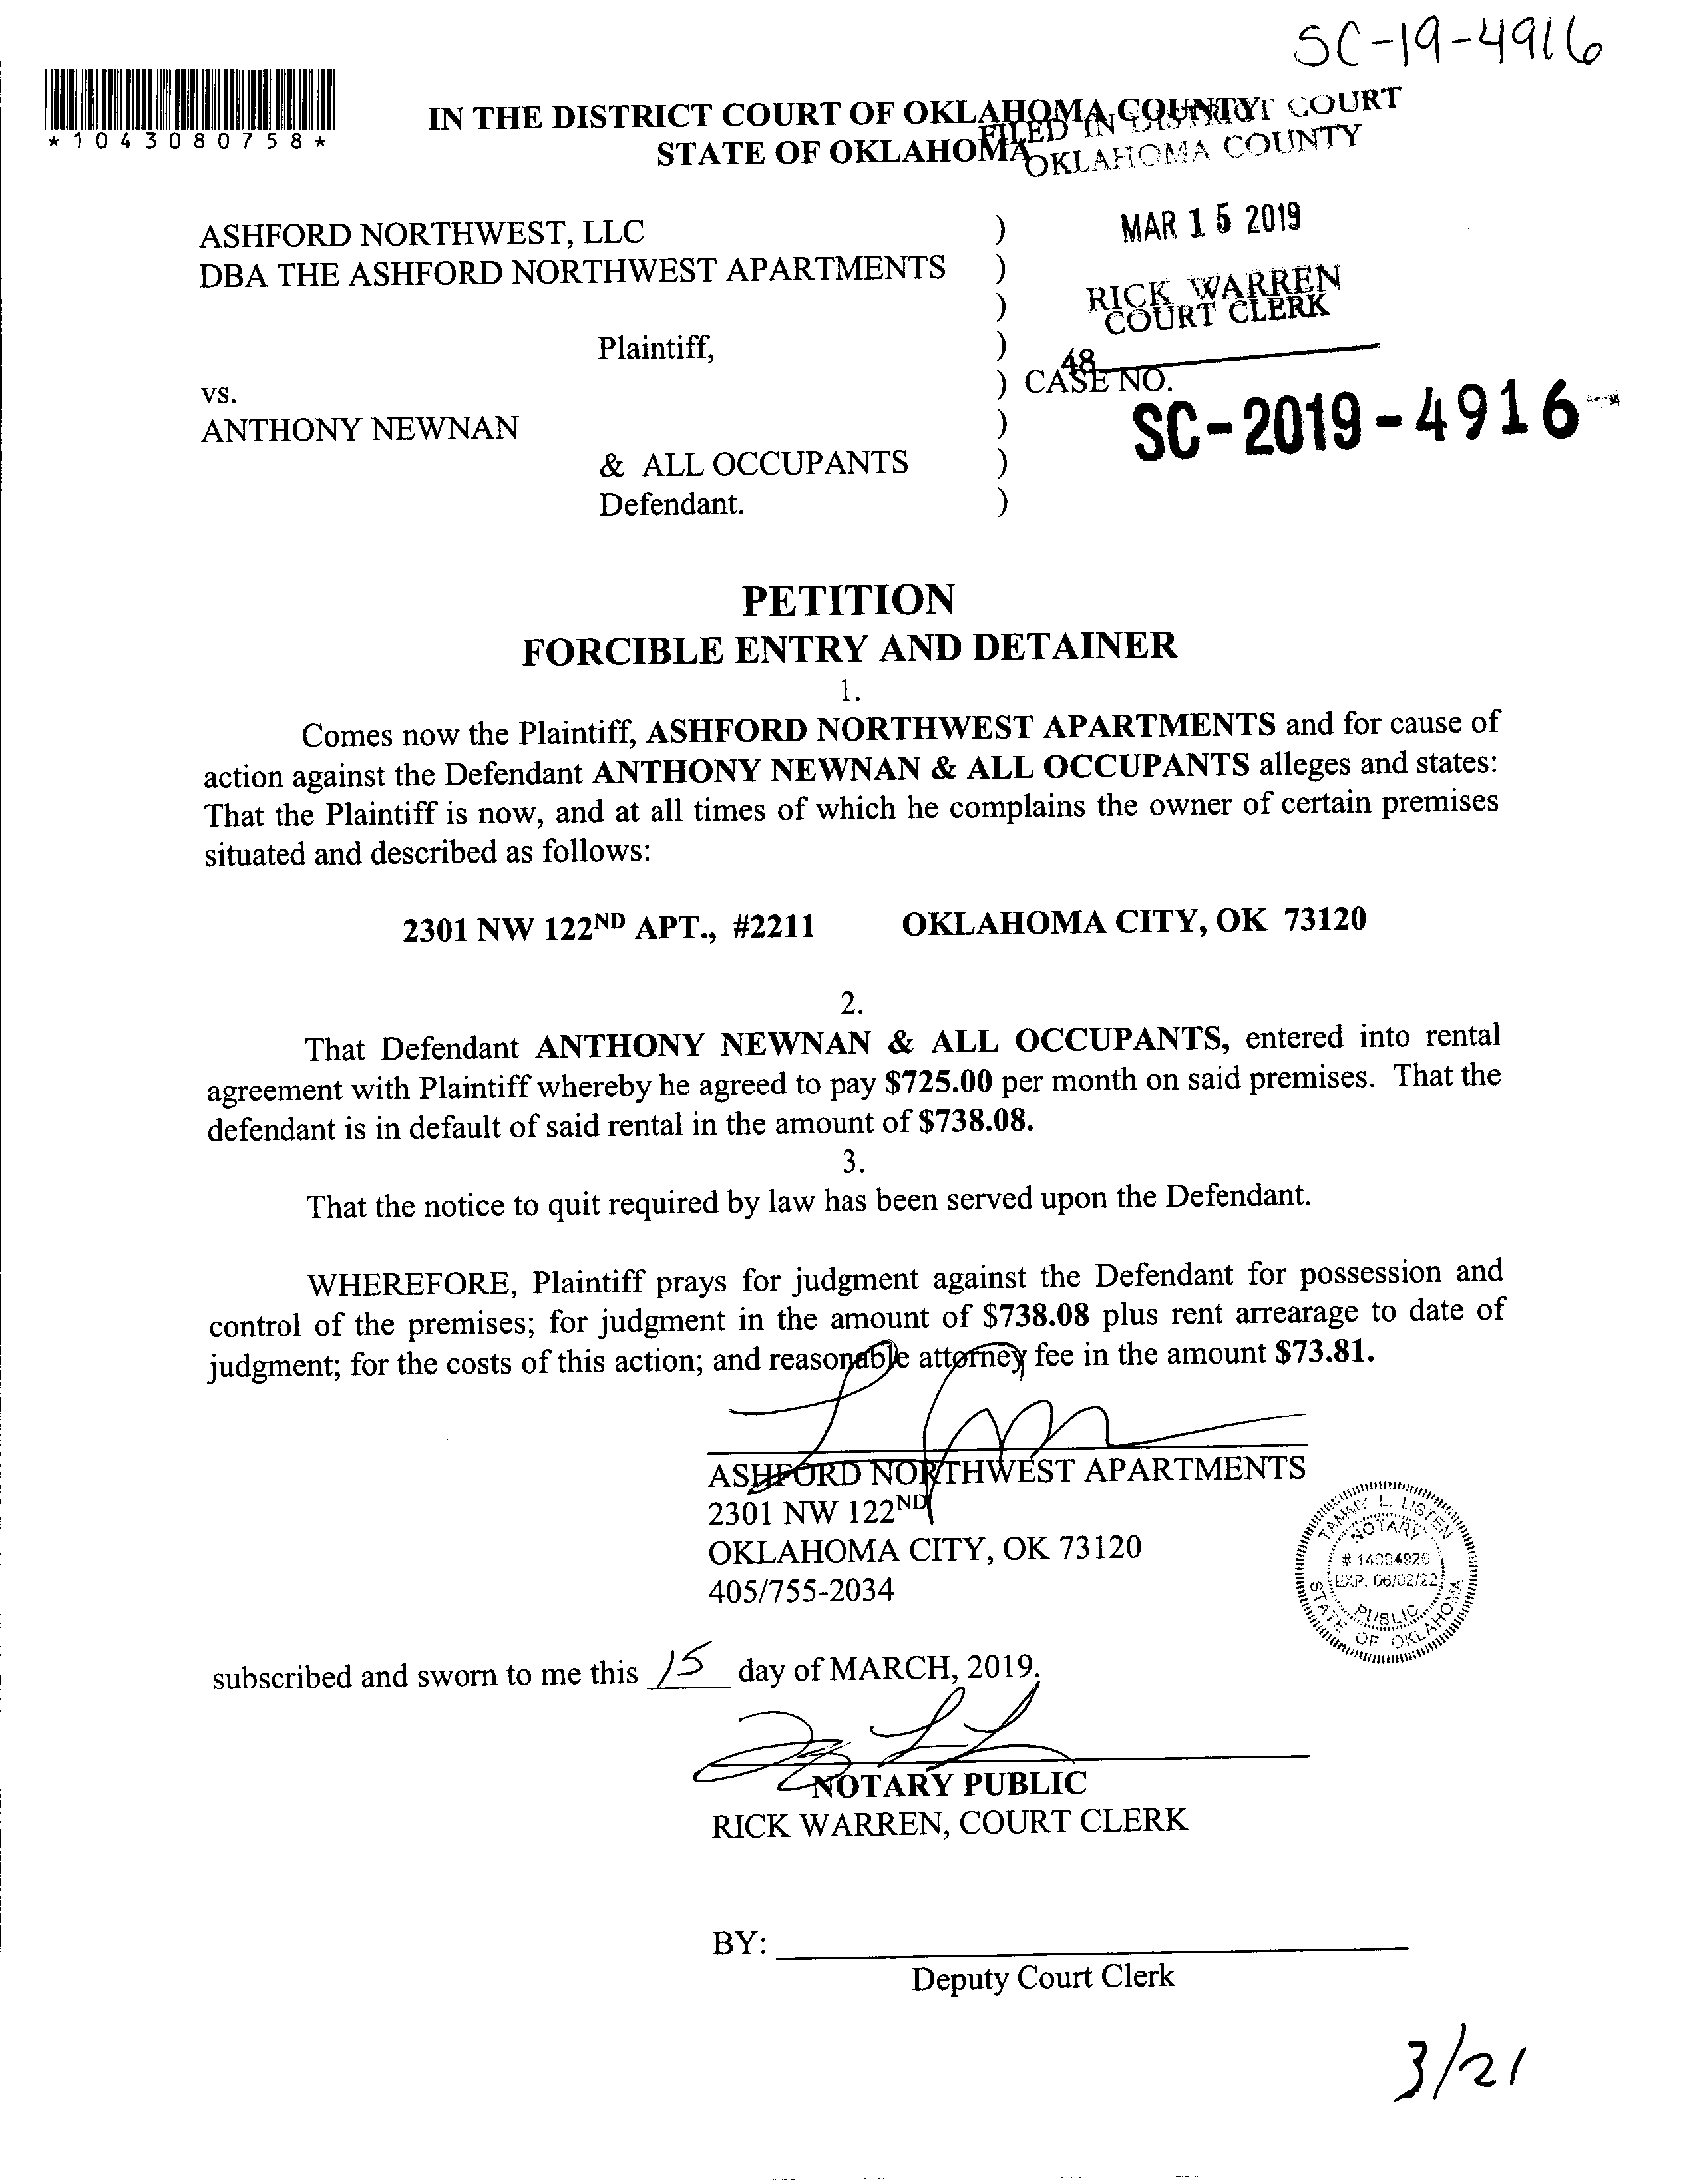 SC-19-4916
*1043080758*
IN THE DISTRICT COURT OF OKLAHOMA COUNTY
STATE OF OKLAHOMA
FILED IN DISTRICT COURT
OKLAHOMA COUNTY
MAR 15 2019
RICK WARREN
COURT CLERK
48
ASHFORD NORTHWEST, LLC )
DBA THE ASHFORD NORTHWEST APARTMENTS )
)
Plaintiff, )
vs. ) CASE NO.
SC-2019-4916
ANTHONY NEWNAN )
& ALL OCCUPANTS )
Defendant. )
PETITION
FORCIBLE ENTRY AND DETAINER
1.
Comes now the Plaintiff, ASHFORD NORTHWEST APARTMENTS and for cause of
action against the Defendant ANTHONY NEWNAN & ALL OCCUPANTS alleges and states:
That the Plaintiff is now, and at all times of which he complains the owner of certain premises
situated and described as follows:
2301 NW 122ND APT., #2211 OKLAHOMA CITY, OK 73120
2.
That Defendant ANTHONY NEWNAN & ALL OCCUPANTS, entered into rental
agreement with Plaintiff whereby he agreed to pay $725.00 per month on said premises. That the
defendant is in default of said rental in the amount of $738.08.
3.
That the notice to quit required by law has been served upon the Defendant.
WHEREFORE, Plaintiff prays for judgment against the Defendant for possession and
control of the premises; for judgment in the amount of $738.08 plus rent arrearage to date of
judgment; for the costs of this action; and reasonable attorney fee in the amount $73.81.
ASHFORD NORTHWEST APARTMENTS
2301 NW 122ND
OKLAHOMA CITY, OK 73120
405/755-2034
TAMMY L. LISTEN
NOTARY
EXP. 06/02/22
PUBLIC
STATE OF OKLAHOMA
subscribed and sworn to me this 15 day of MARCH, 2019.
NOTARY PUBLIC
RICK WARREN, COURT CLERK
BY:
Deputy Court Clerk
3/21